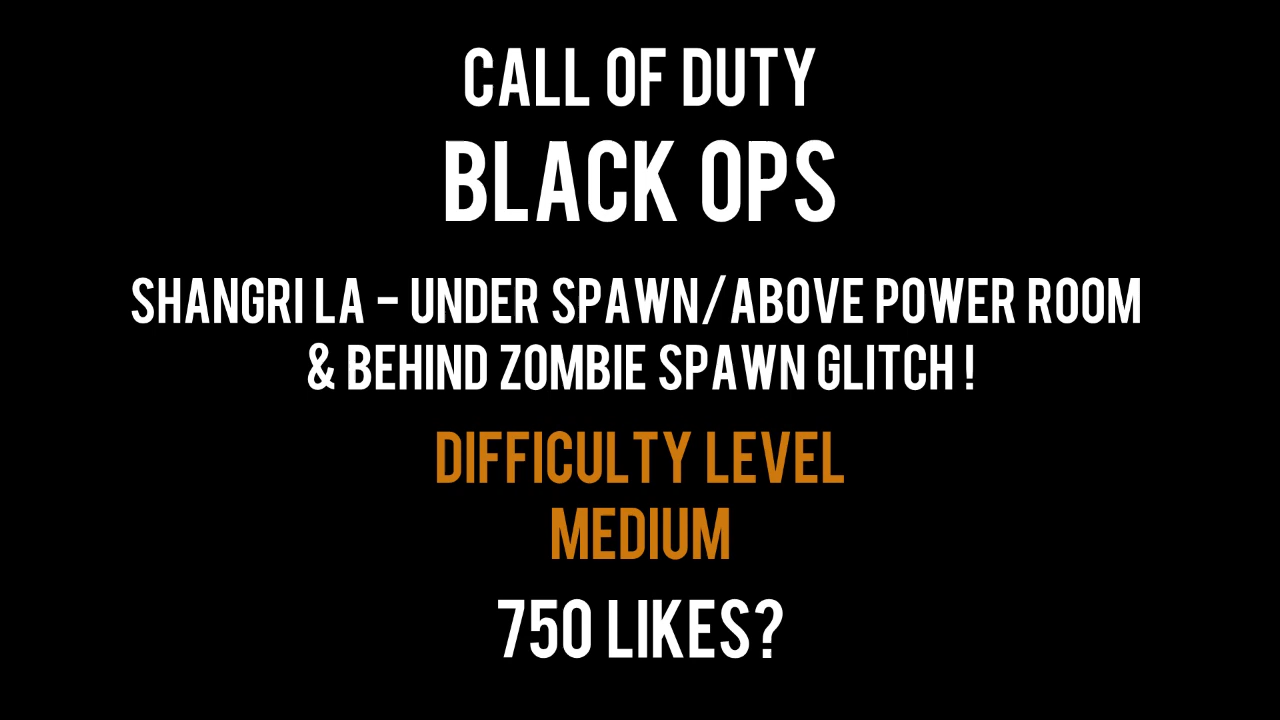 CALL OF DUTY
BLACK OPS
SHANGRI LA - UNDER SPAWN/ABOVE POWER ROOM
& BEHIND ZOMBIE SPAWN GLITCH !
DIFFICULTY LEVEL
MEDIUM
750 LIKES?